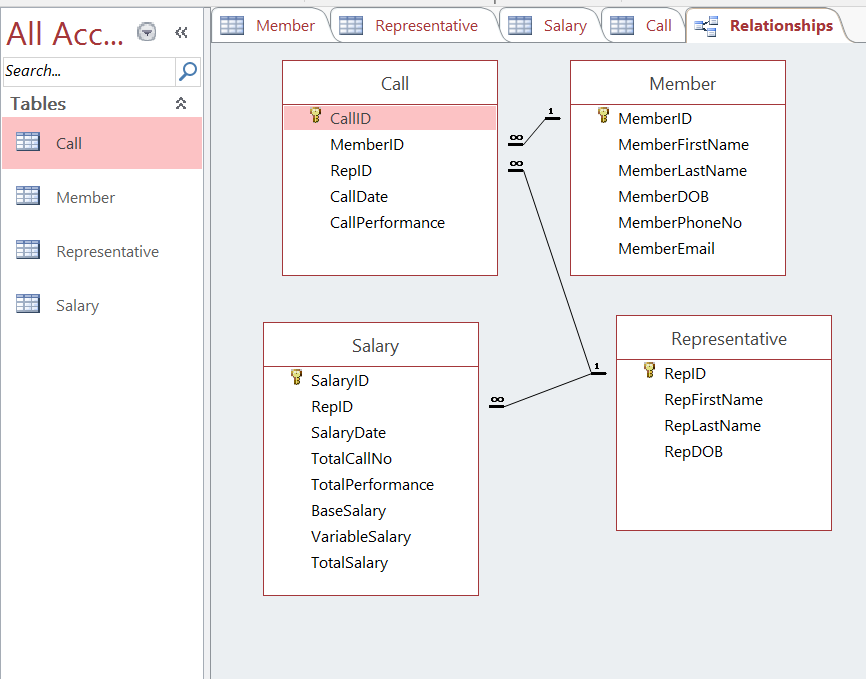 All Acc...
Search...
Tables
Call
Member
Representative
Salary
Member
Representative
Salary
Call
Relationships
Call
CallID
MemberID
RepID
CallDate
CallPerformance
∞
1
∞
Member
MemberID
MemberFirstName
MemberLastName
MemberDOB
MemberPhoneNo
MemberEmail
Salary
SalaryID
RepID
SalaryDate
TotalCallNo
TotalPerformance
BaseSalary
VariableSalary
TotalSalary
∞
1
Representative
RepID
RepFirstName
RepLastName
RepDOB